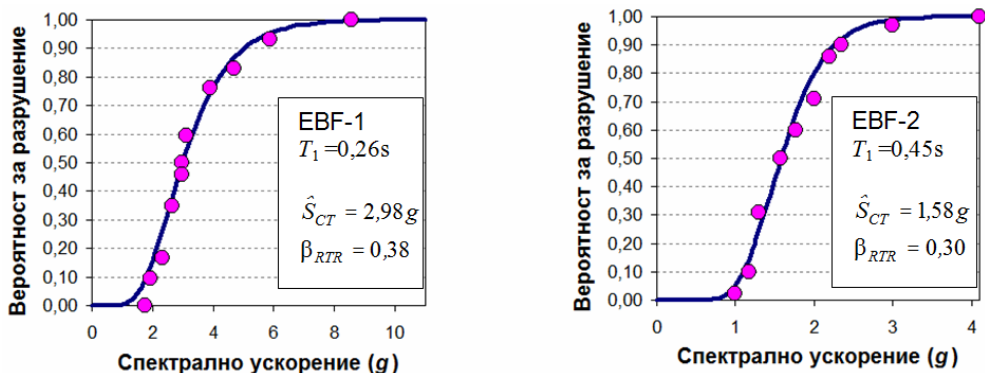 Вероятност за разрушение
1,00
0,90
0,80
0,70
0,60
0,50
0,40
0,30
0,20
0,10
0,00
0 2 4 6 8 10
Спектрално ускорение (g)
EBF-1
T1=0,26s
ŜCT = 2,98g
βRTR = 0,38
Вероятност за разрушение
1,00
0,90
0,80
0,70
0,60
0,50
0,40
0,30
0,20
0,10
0,00
0 1 2 3 4
Спектрално ускорение (g)
EBF-2
T1=0,45s
ŜCT = 1,58g
βRTR = 0,30